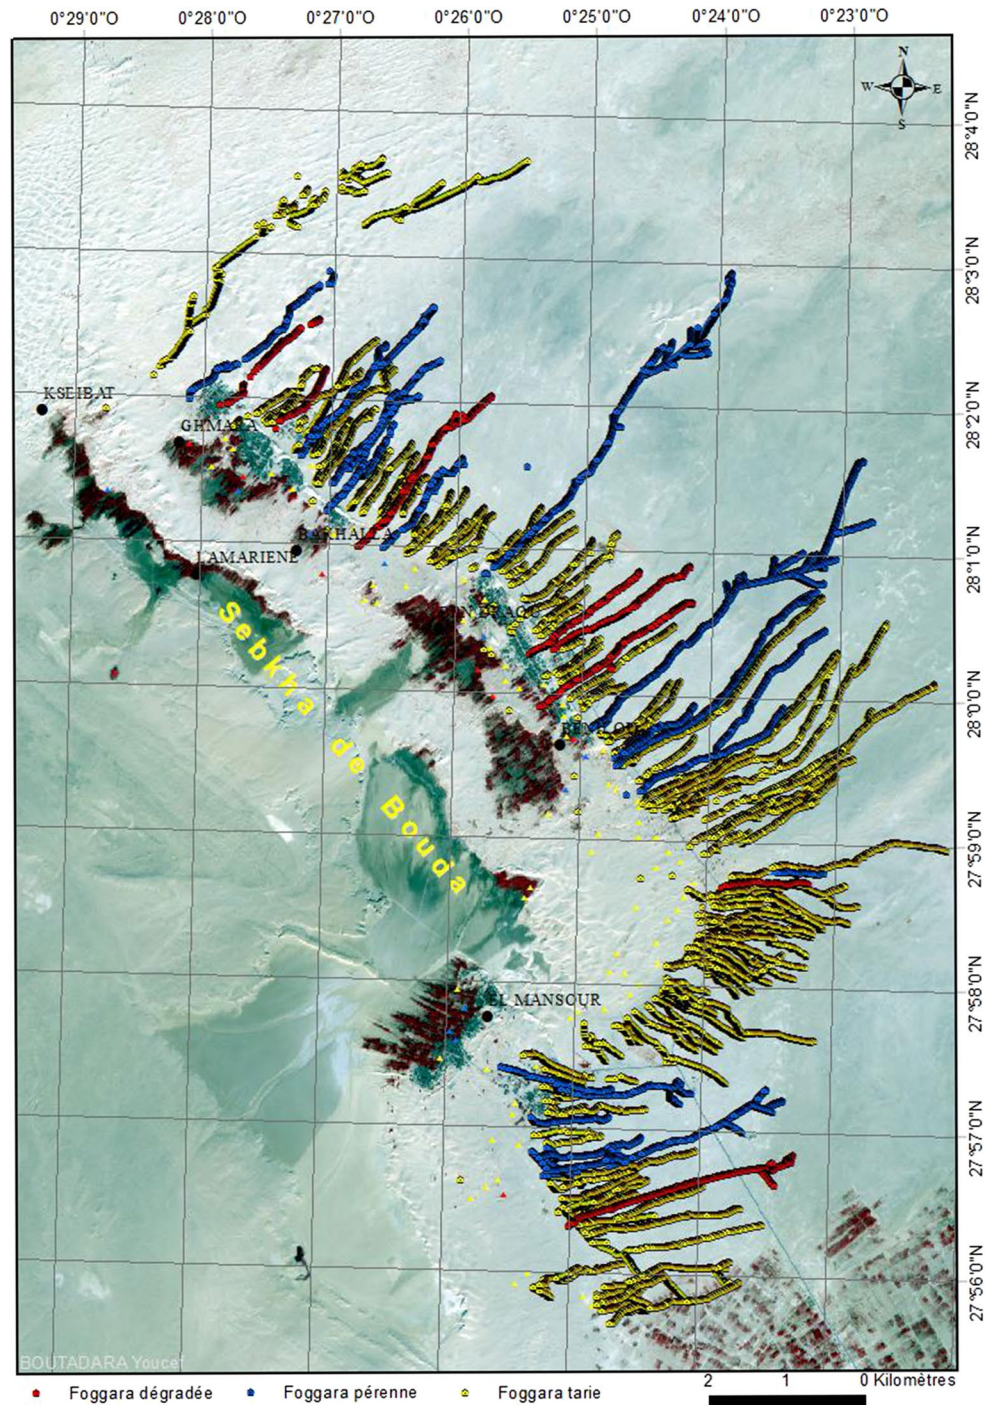 0°29'0"O 0°28'0"O 0°27'0"O 0°26'0"O 0°25'0"O 0°24'0"O 0°23'0"O
N
W E
S
28°4'0"N
28°3'0"N
28°2'0"N
28°1'0"N
28°0'0"N
27°59'0"N
27°58'0"N
27°57'0"N
27°56'0"N
KSEIBAT
GHMARA
BAKHALLA
LAMARIENE
EL MANSOUR
Sebkha
de
Bouda
BOUTADARA Youcef
Foggara dégradée Foggara pérenne Foggara tarie
2 1 0 Kilomètres